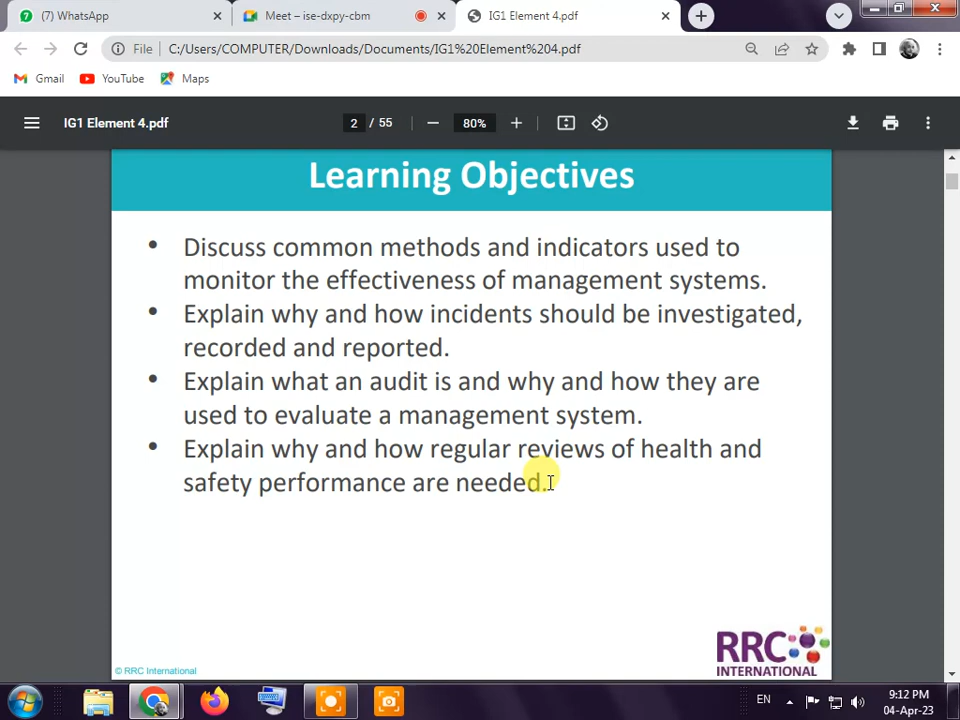 (7) WhatsApp
Meet – ise-dxpy-cbm
IG1 Element 4.pdf
File
C:/Users/COMPUTER/Downloads/Documents/IG1%20Element%204.pdf
Gmail
YouTube
Maps
IG1 Element 4.pdf
2 / 55
80%
Learning Objectives
• Discuss common methods and indicators used to
monitor the effectiveness of management systems.
• Explain why and how incidents should be investigated,
recorded and reported.
• Explain what an audit is and why and how they are
used to evaluate a management system.
• Explain why and how regular reviews of health and
safety performance are needed.
© RRC International
RRC
INTERNATIONAL
EN
9:12 PM
04-Apr-23